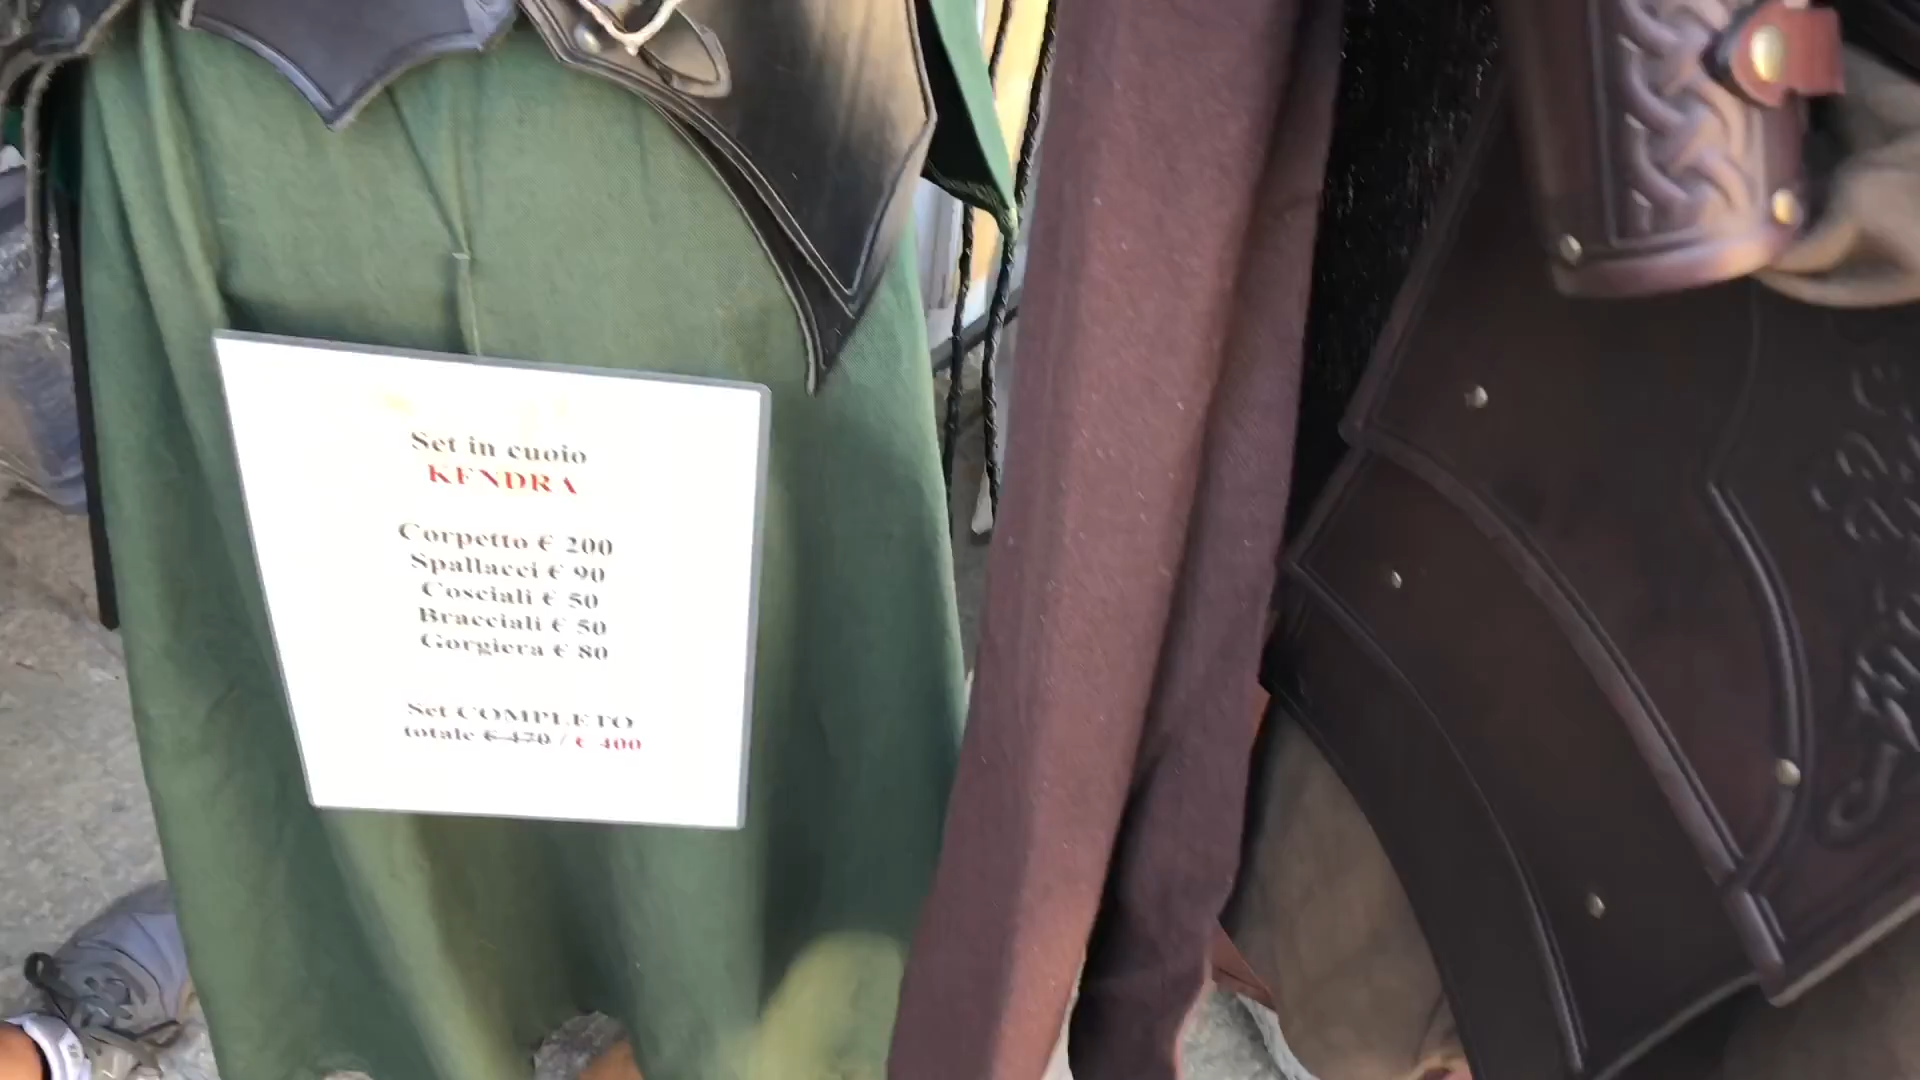 Set in cuoio
KENDRA
Corpetto € 200
Spallacci € 90
Cosciali € 50
Bracciali € 50
Gorgiera € 80
Set COMPLETO
totale € 470 / € 400